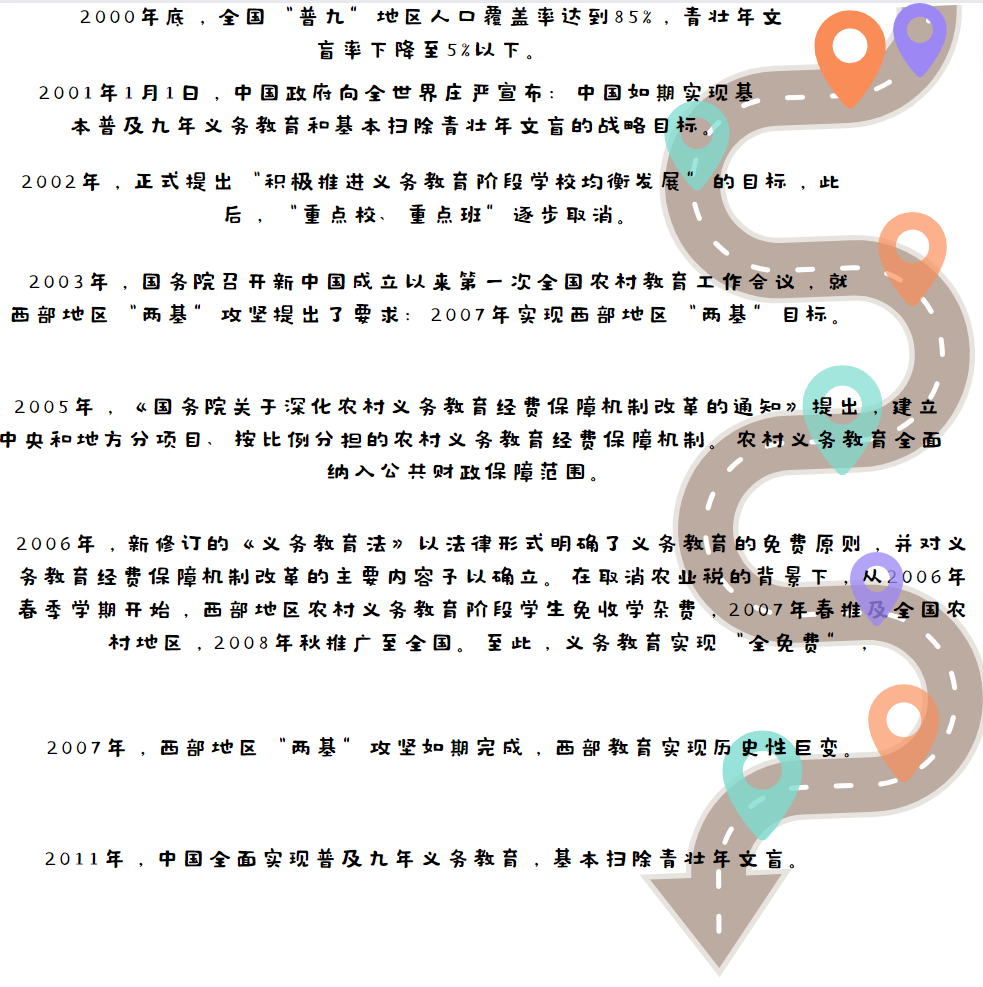 2000年底，全国“普九“地区人口覆盖率达到85%，青壮年文
盲率下降至5%以下。
2001年1月1日，中国政府向全世界庄严宣布：中国如期实现基
本普及九年义务教育和基本扫除青壮年文盲的战略目标。
2002年，正式提出“积极推进义务教育阶段学校均衡发展“的目标，此
后，“重点校、重点班“逐步取消。
2003年，国务院召开新中国成立以来第一次全国农村教育工作会议，就
西部地区“两基“攻坚提出了要求：2007年实现西部地区“两基“目标。
2005年，《国务院关于深化农村义务教育经费保障机制改革的通知》提出，建立
中央和地方分项目、按比例分担的农村义务教育经费保障机制。农村义务教育全面
纳入公共财政保障范围。
2006年，新修订的《义务教育法》以法律形式明确了义务教育的免费原则，并对义
务教育经费保障机制改革的主要内容予以确立。在取消农业税的背景下，从2006年
春季学期开始，西部地区农村义务教育阶段学生免收学杂费，2007年春推及全国农
村地区，2008年秋推广至全国。至此，义务教育实现“全免费“，
2007年，西部地区“两基“攻坚如期完成，西部教育实现历史性巨变。
2011年，中国全面实现普及九年义务教育，基本扫除青壮年文盲。